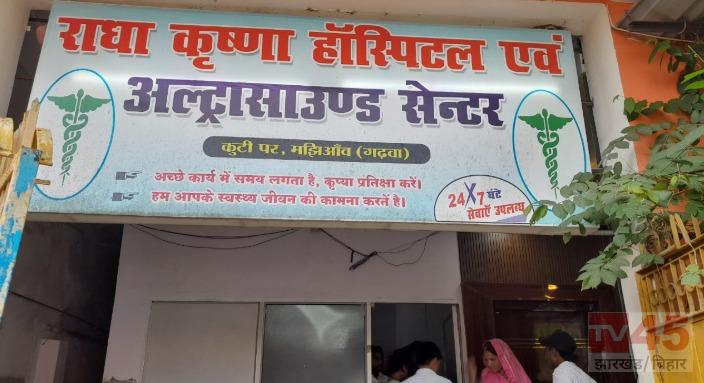 राधा कृष्णा हॉस्पिटल एवं
अल्ट्रासाउण्ड सेन्टर
कुटी पर, मझिआँव (गढ़वा)
अच्छे कार्य में समय लगता है, कृप्या प्रतिक्षा करें।
हम आपके स्वस्थ्य जीवन की कामना करतें है।
24X7 घंटे
सेवाएँ उपलब्ध
TV45
झारखंड/बिहार